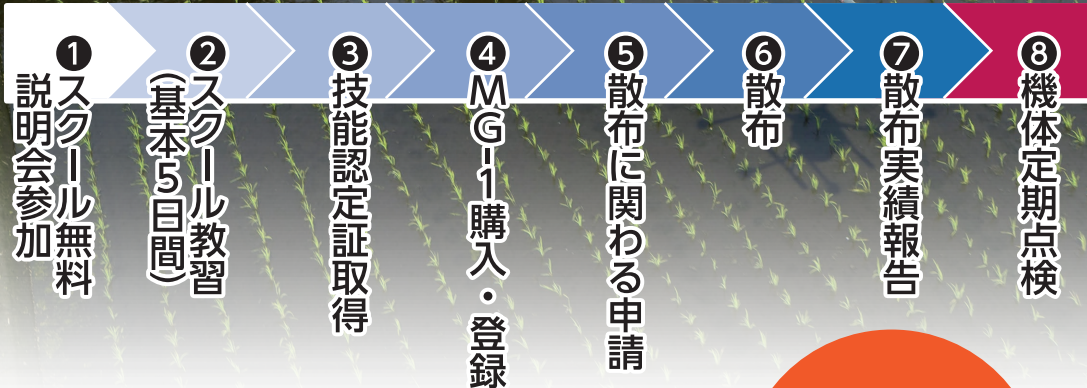 ❶スクール無料
説明会参加
❷スクール教習
(基本5日間)
❸技能認定証取得
❹MG-1購入・登録
❺散布に関わる申請
❻散布
❼散布実績報告
❽機体定期点検